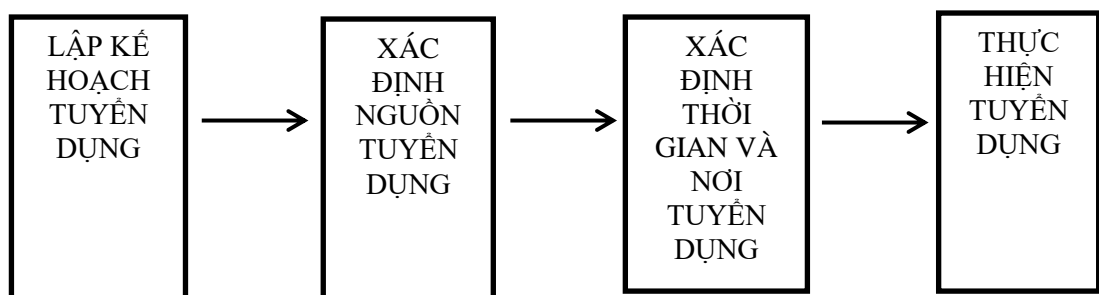 LẬP KẾ
HOẠCH
TUYỂN
DỤNG
XÁC
ĐỊNH
NGUỒN
TUYỂN
DỤNG
XÁC
ĐỊNH
THỜI
GIAN VÀ
NƠI
TUYỂN
DỤNG
THỰC
HIỆN
TUYỂN
DỤNG